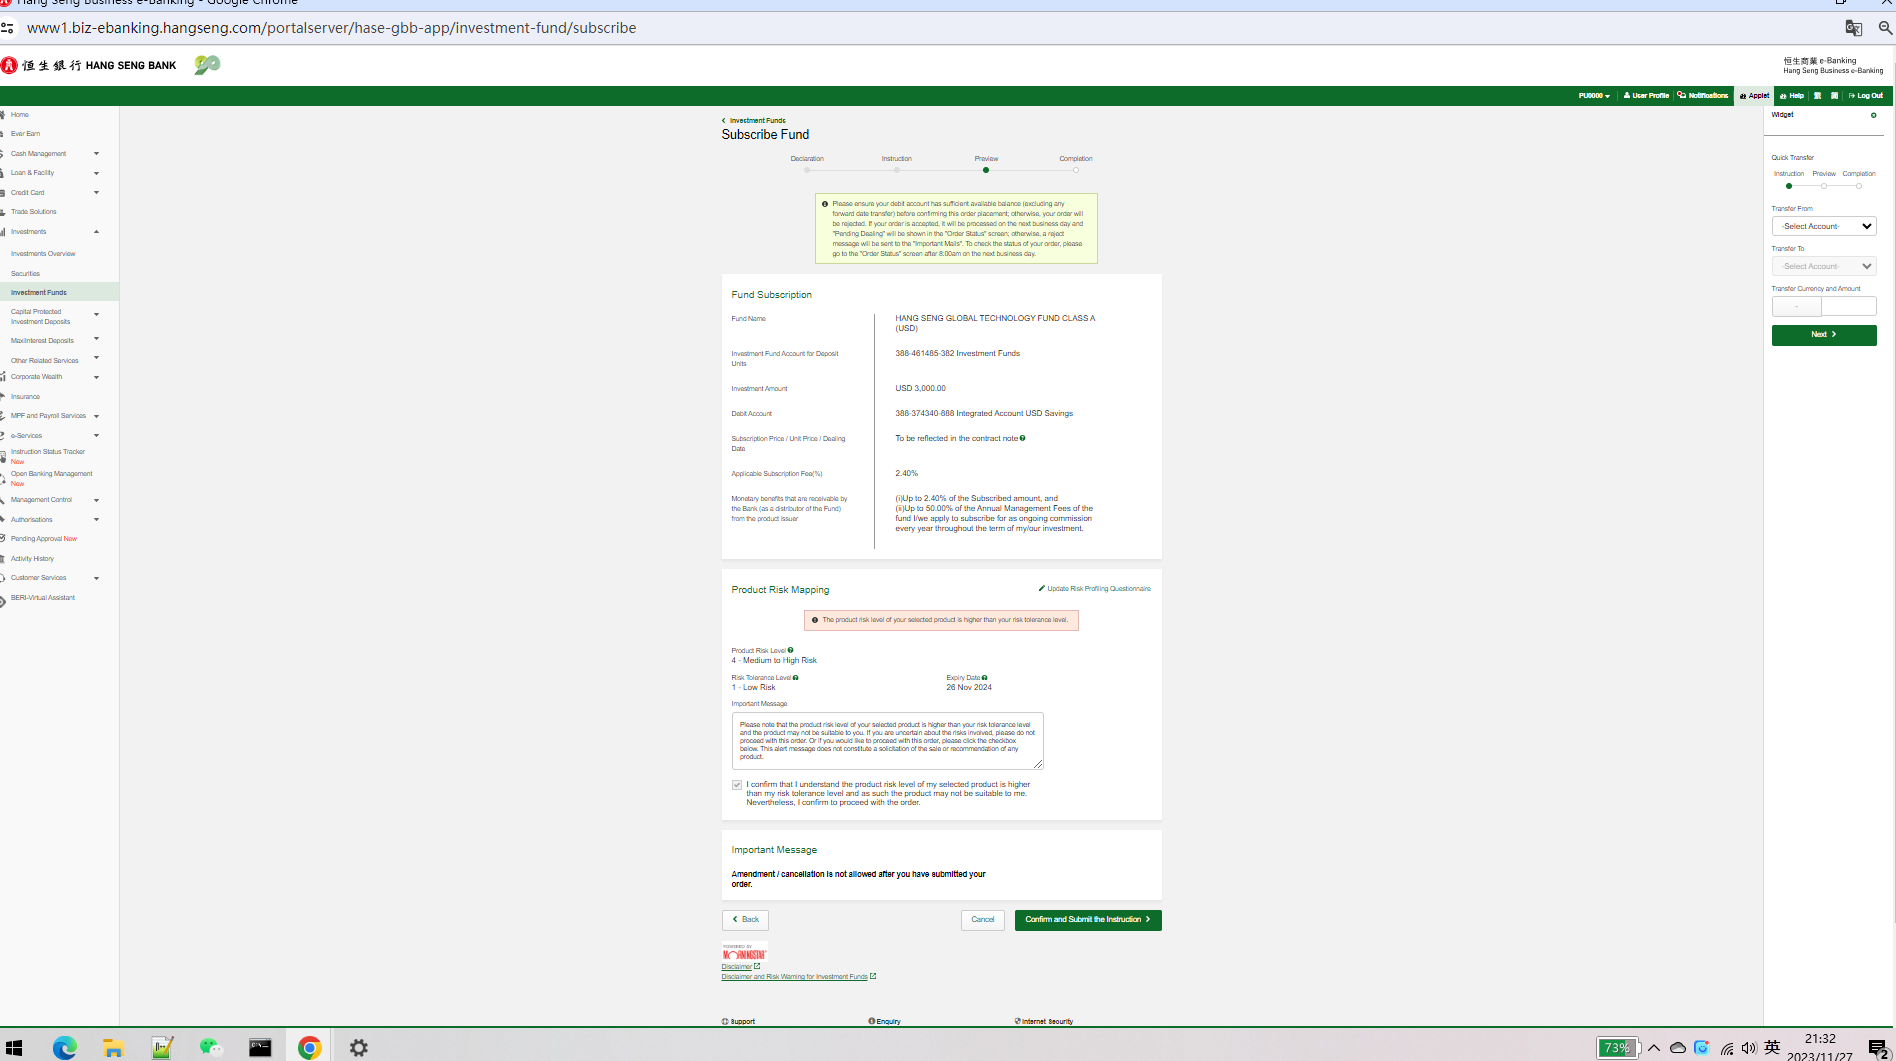 Hang Seng Business e-Banking - Google Chrome
www1.biz-ebanking.hangseng.com/portalserver/hase-gbb-app/investment-fund/subscribe
恒生銀行 HANG SENG BANK
90
恒生商業 e-Banking
Hang Seng Business e-Banking
PU0000
User Profile
Notifications
Applet
Help
繁
簡
Log Out
Home
Ever Earn
Cash Management
Loan & Facility
Credit Card
Trade Solutions
Investments
Investments Overview
Securities
Investment Funds
Capital Protected
Investment Deposits
MaxiInterest Deposits
Other Related Services
Corporate Wealth
Insurance
MPF and Payroll Services
e-Services
Instruction Status Tracker
New
Open Banking Management
New
Management Control
Authorisations
Pending Approval New
Activity History
Customer Services
BERI-Virtual Assistant
Investment Funds
Subscribe Fund
Declaration
Instruction
Preview
Completion
Please ensure your debit account has sufficient available balance (excluding any
forward date transfer) before confirming this order placement; otherwise, your order will
be rejected. If your order is accepted, it will be processed on the next business day and
"Pending Dealing" will be shown in the "Order Status" screen; otherwise, a reject
message will be sent to the "Important Mails". To check the status of your order, please
go to the "Order Status" screen after 8:00am on the next business day.
Fund Subscription
Fund Name
HANG SENG GLOBAL TECHNOLOGY FUND CLASS A
(USD)
Investment Fund Account for Deposit
Units
388-461485-382 Investment Funds
Investment Amount
USD 3,000.00
Debit Account
388-374340-888 Integrated Account USD Savings
Subscription Price / Unit Price / Dealing
Date
To be reflected in the contract note
Applicable Subscription Fee(%)
2.40%
Monetary benefits that are receivable by
the Bank (as a distributor of the Fund)
from the product issuer
(i)Up to 2.40% of the Subscribed amount, and
(ii)Up to 50.00% of the Annual Management Fees of the
fund I/we apply to subscribe for as ongoing commission
every year throughout the term of my/our investment.
Product Risk Mapping
Update Risk Profiling Questionnaire
The product risk level of your selected product is higher than your risk tolerance level.
Product Risk Level
4 - Medium to High Risk
Risk Tolerance Level
1 - Low Risk
Expiry Date
26 Nov 2024
Important Message
Please note that the product risk level of your selected product is higher than your risk tolerance level
and the product may not be suitable to you. If you are uncertain about the risks involved, please do not
proceed with this order. Or if you would like to proceed with this order, please click the checkbox
below. This alert message does not constitute a solicitation of the sale or recommendation of any
product.
I confirm that I understand the product risk level of my selected product is higher
than my risk tolerance level and as such the product may not be suitable to me.
Nevertheless, I confirm to proceed with the order.
Important Message
Amendment / cancellation is not allowed after you have submitted your
order.
Back
Cancel
Confirm and Submit the Instruction
POWERED BY
MORNINGSTAR
Disclaimer
Disclaimer and Risk Warning for Investment Funds
Support
Enquiry
Internet Security
Widget
Quick Transfer
Instruction
Preview
Completion
Transfer From
-Select Account-
Transfer To
-Select Account-
Transfer Currency and Amount
-
Next
73%
英
21:32
2023/11/27
2